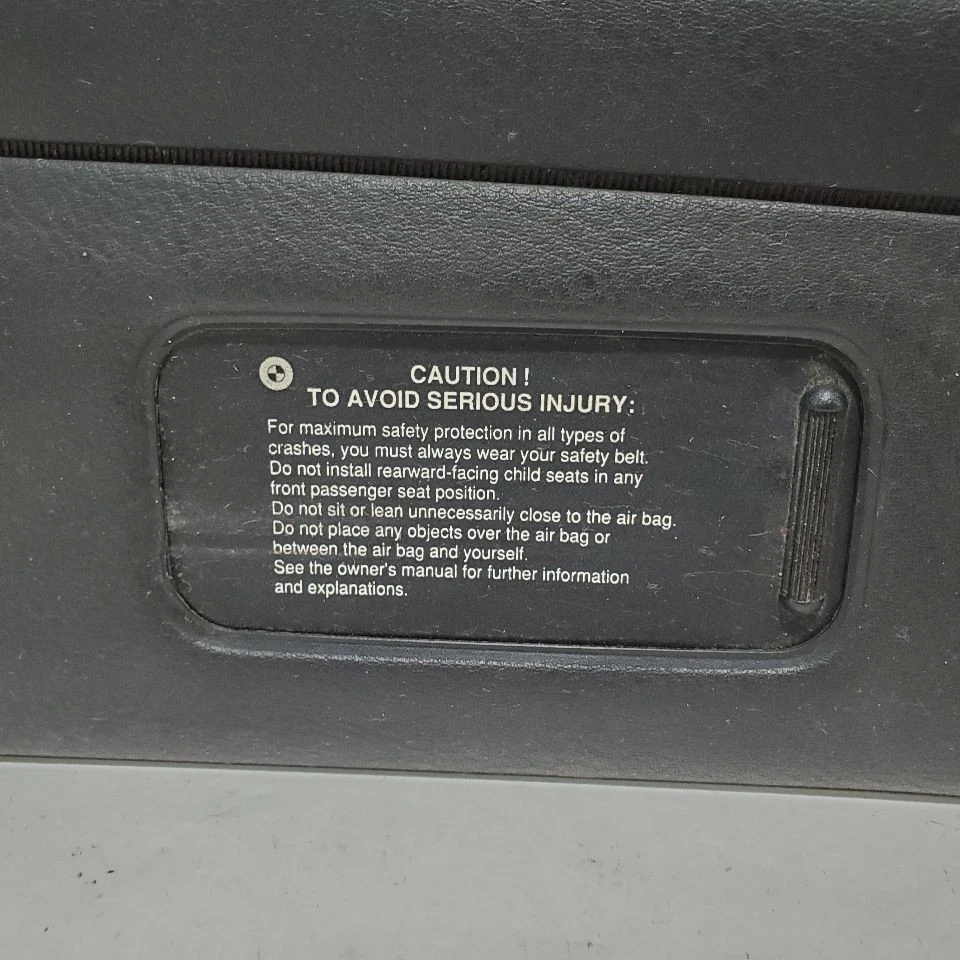 CAUTION !
TO AVOID SERIOUS INJURY:
For maximum safety protection in all types of
crashes, you must always wear your safety belt.
Do not install rearward-facing child seats in any
front passenger seat position.
Do not sit or lean unnecessarily close to the air bag.
Do not place any objects over the air bag or
between the air bag and yourself.
See the owner's manual for further information
and explanations.